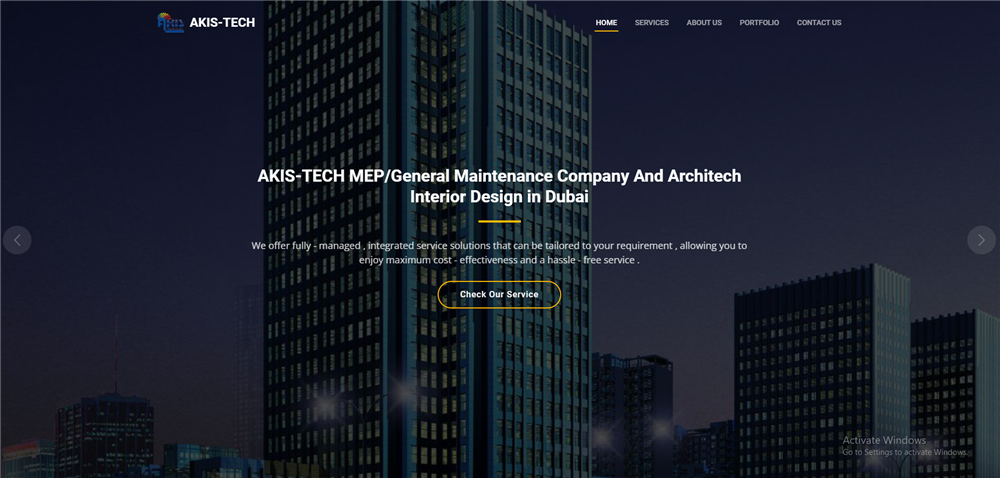 AKIS-TECH
HOME SERVICES ABOUT US PORTFOLIO CONTACT US
AKIS-TECH MEP/General Maintenance Company And Architech
Interior Design in Dubai
We offer fully - managed , integrated service solutions that can be tailored to your requirement , allowing you to
enjoy maximum cost - effectiveness and a hassle - free service .
Check Our Service
Activate Windows
Go to Settings to activate Windows.